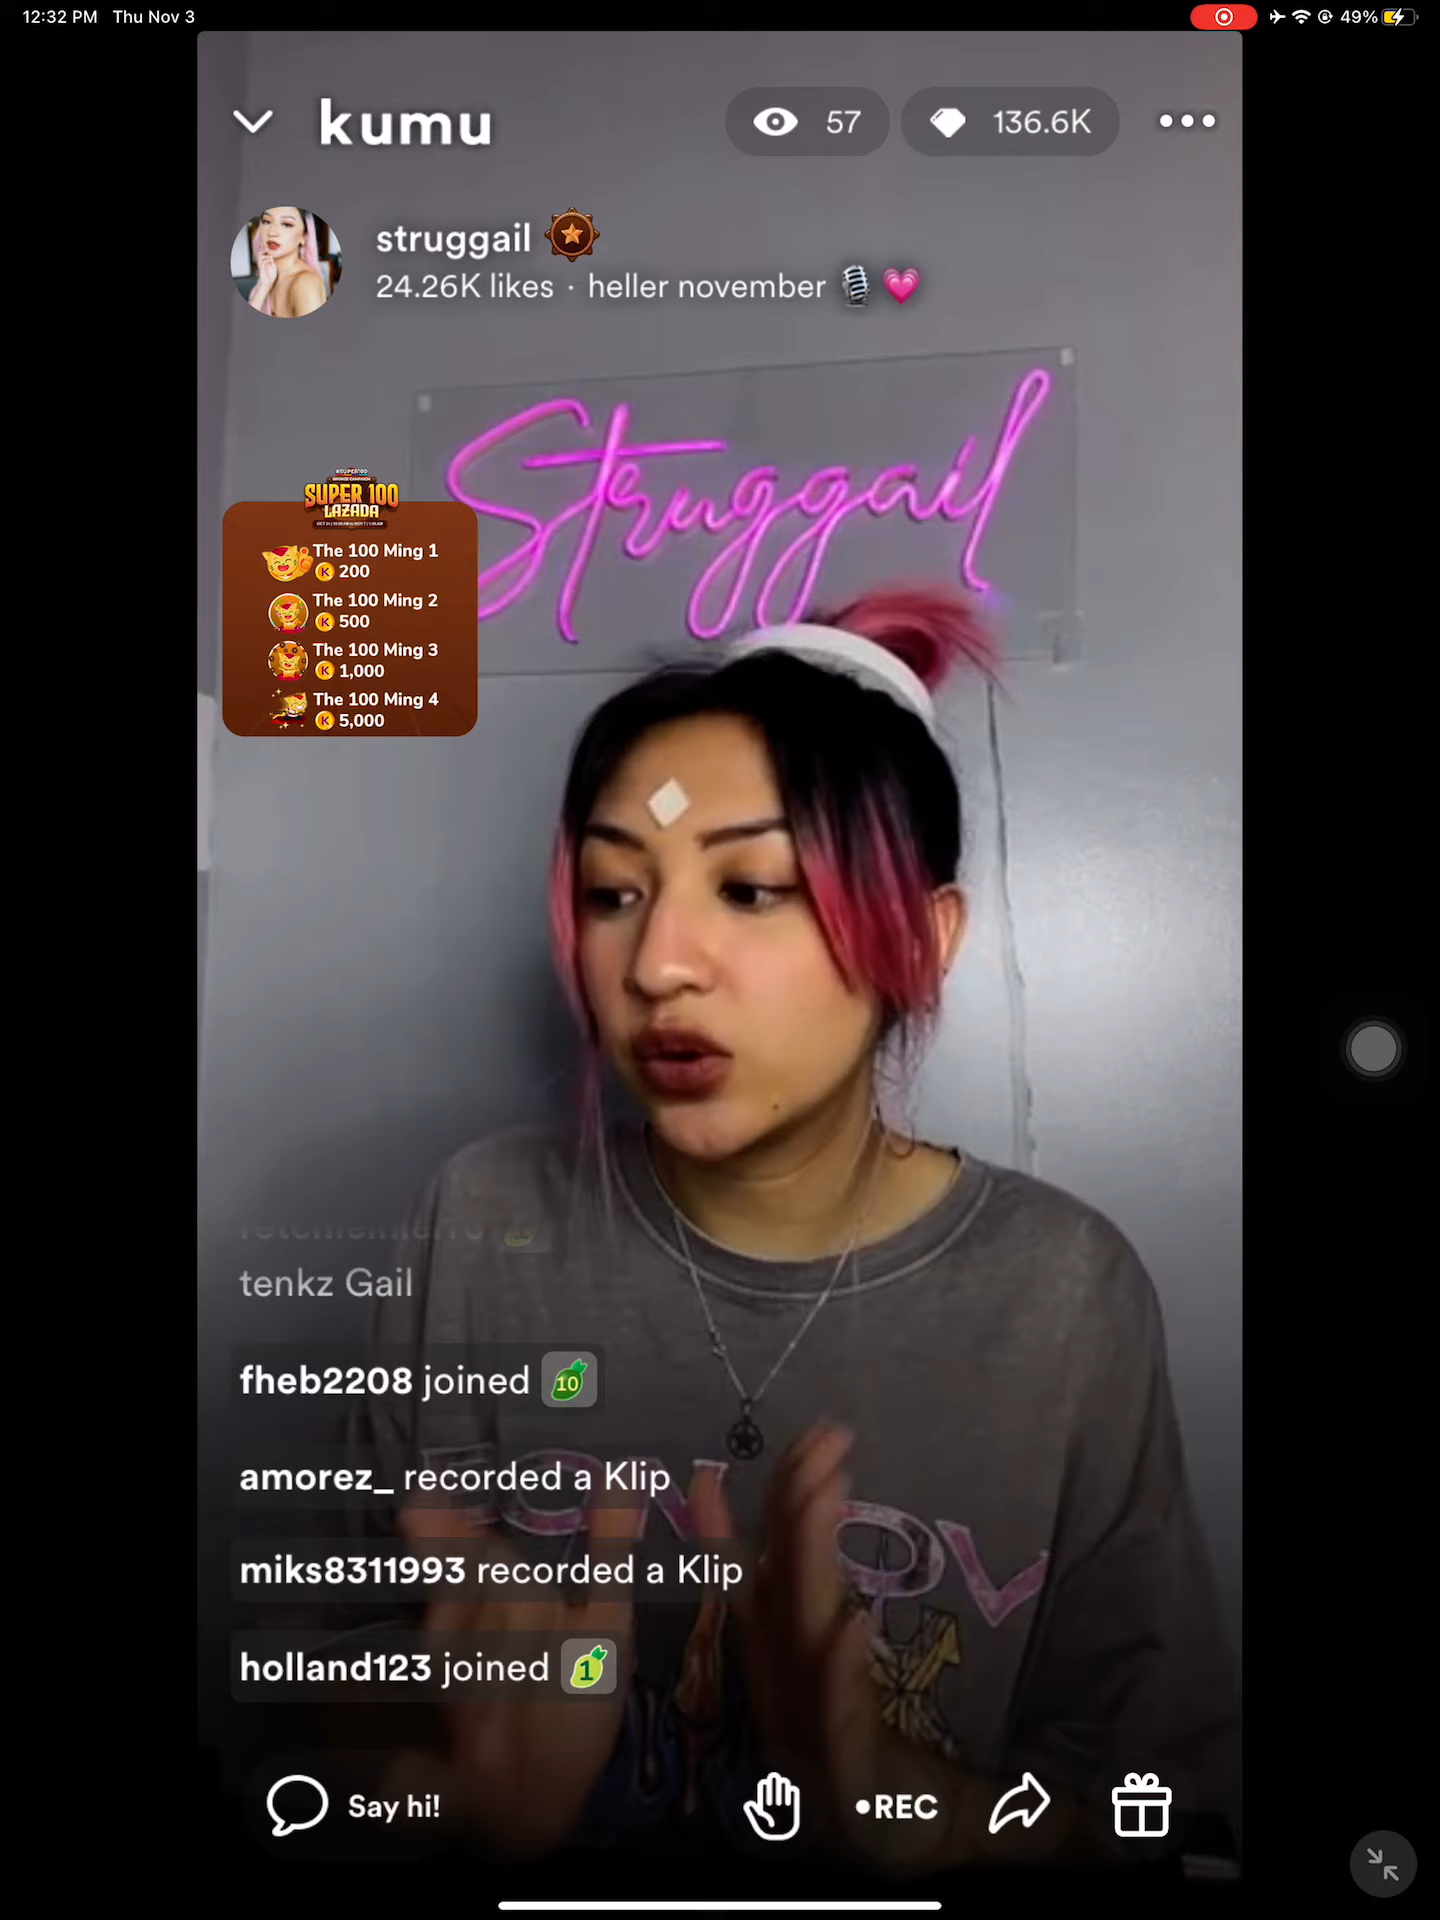 12:32 PM Thu Nov 3
49%
kumu
57
136.6K
struggail
24.26K likes · heller november
Struggail
#SUPER100
BRONZE CAMPAIGN
SUPER 100
LAZADA
The 100 Ming 1
K 200
The 100 Ming 2
K 500
The 100 Ming 3
K 1,000
The 100 Ming 4
K 5,000
tenkz Gail
fheb2208 joined 10
amorez_ recorded a Klip
miks8311993 recorded a Klip
holland123 joined 1
Say hi!
•REC